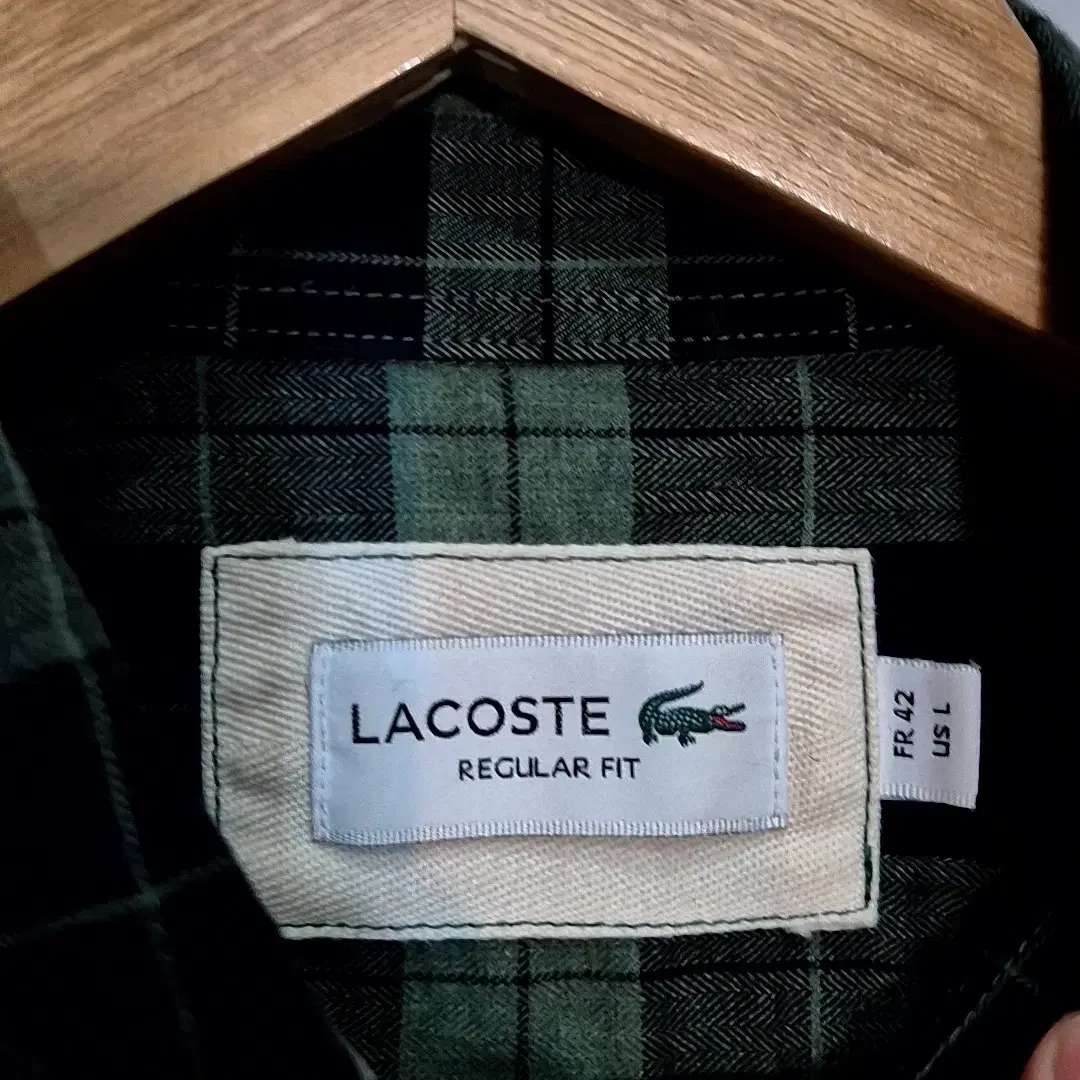 LACOSTE
REGULAR FIT
FR 42
US L